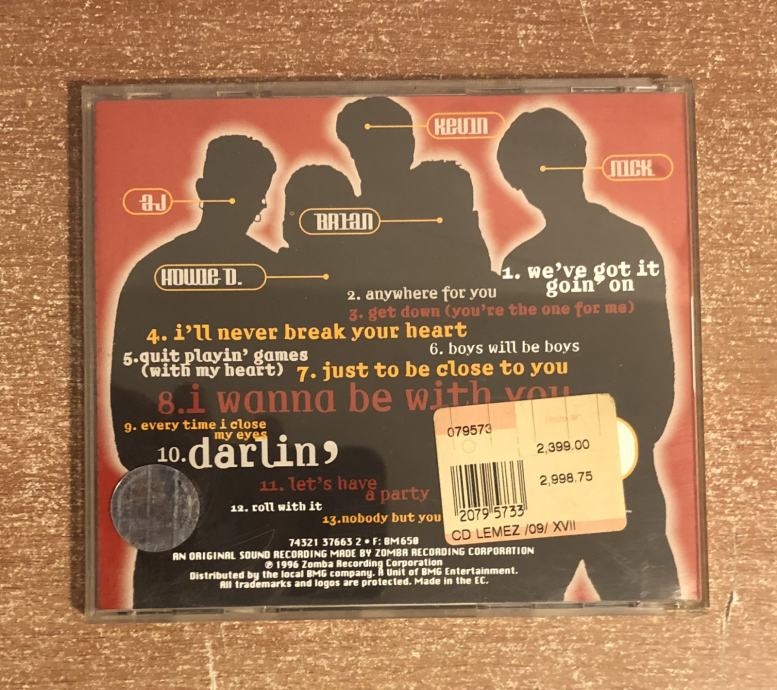 KEVIN
NICK
AJ
BRIAN
HOWIE D.
1. we've got it
goin' on
2. anywhere for you
3. get down (you're the one for me)
4. i'll never break your heart
5.quit playin' games
(with my heart)
6. boys will be boys
7. just to be close to you
8.i wanna be with you
9. every time i close
my eyes
10.darlin'
11. let's have
a party
12. roll with it
13.nobody but you
079573
2,399.00
2,998.75
2079 5733
CD LEMEZ /09/ XVII
74321 37663 2 • F: BM650
AN ORIGINAL SOUND RECORDING MADE BY ZOMBA RECORDING CORPORATION
℗ 1996 Zomba Recording Corporation
Distributed by the local BMG company. A Unit of BMG Entertainment.
All trademarks and logos are protected. Made in the EC.